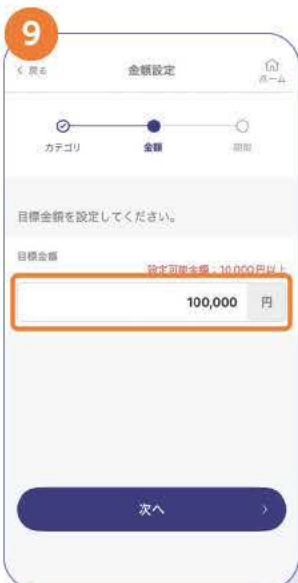 9
戻る
金額設定
ホーム
カテゴリ
金額
期間
目標金額を設定してください。
目標金額
設定可能金額：10,000円以上
100,000 円
次へ